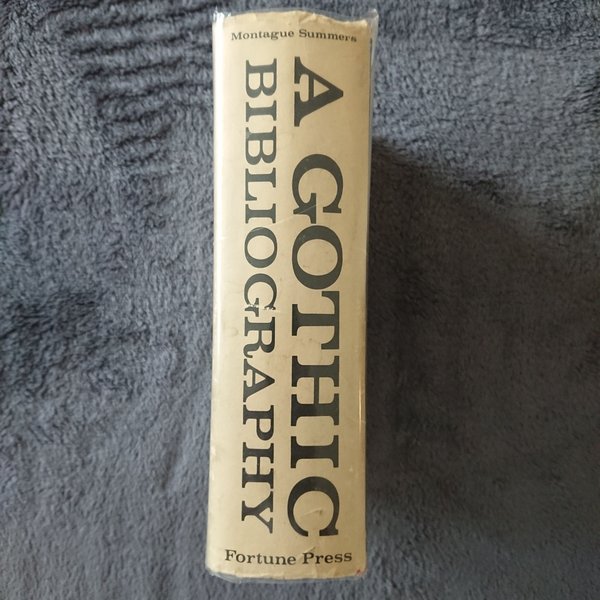 Montague Summers
A GOTHIC
BIBLIOGRAPHY
Fortune Press